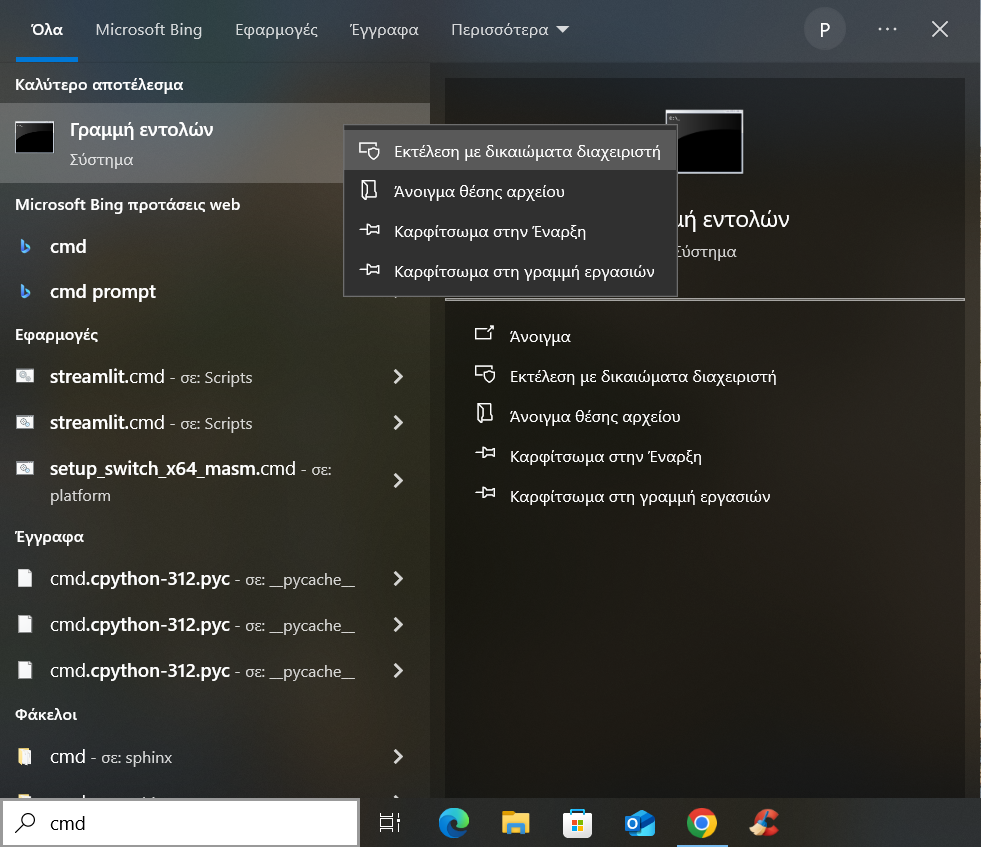 Όλα
Microsoft Bing
Εφαρμογές
Έγγραφα
Περισσότερα
P
Καλύτερο αποτέλεσμα
Γραμμή εντολών
Σύστημα
Microsoft Bing προτάσεις web
cmd
cmd prompt
Εφαρμογές
streamlit.cmd - σε: Scripts
streamlit.cmd - σε: Scripts
setup_switch_x64_masm.cmd - σε:
platform
Έγγραφα
cmd.cpython-312.pyc - σε: __pycache__
cmd.cpython-312.pyc - σε: __pycache__
cmd.cpython-312.pyc - σε: __pycache__
Φάκελοι
cmd - σε: sphinx
cmd
Εκτέλεση με δικαιώματα διαχειριστή
Άνοιγμα θέσης αρχείου
Καρφίτσωμα στην Έναρξη
Καρφίτσωμα στη γραμμή εργασιών
μή εντολών
Σύστημα
Άνοιγμα
Εκτέλεση με δικαιώματα διαχειριστή
Άνοιγμα θέσης αρχείου
Καρφίτσωμα στην Έναρξη
Καρφίτσωμα στη γραμμή εργασιών